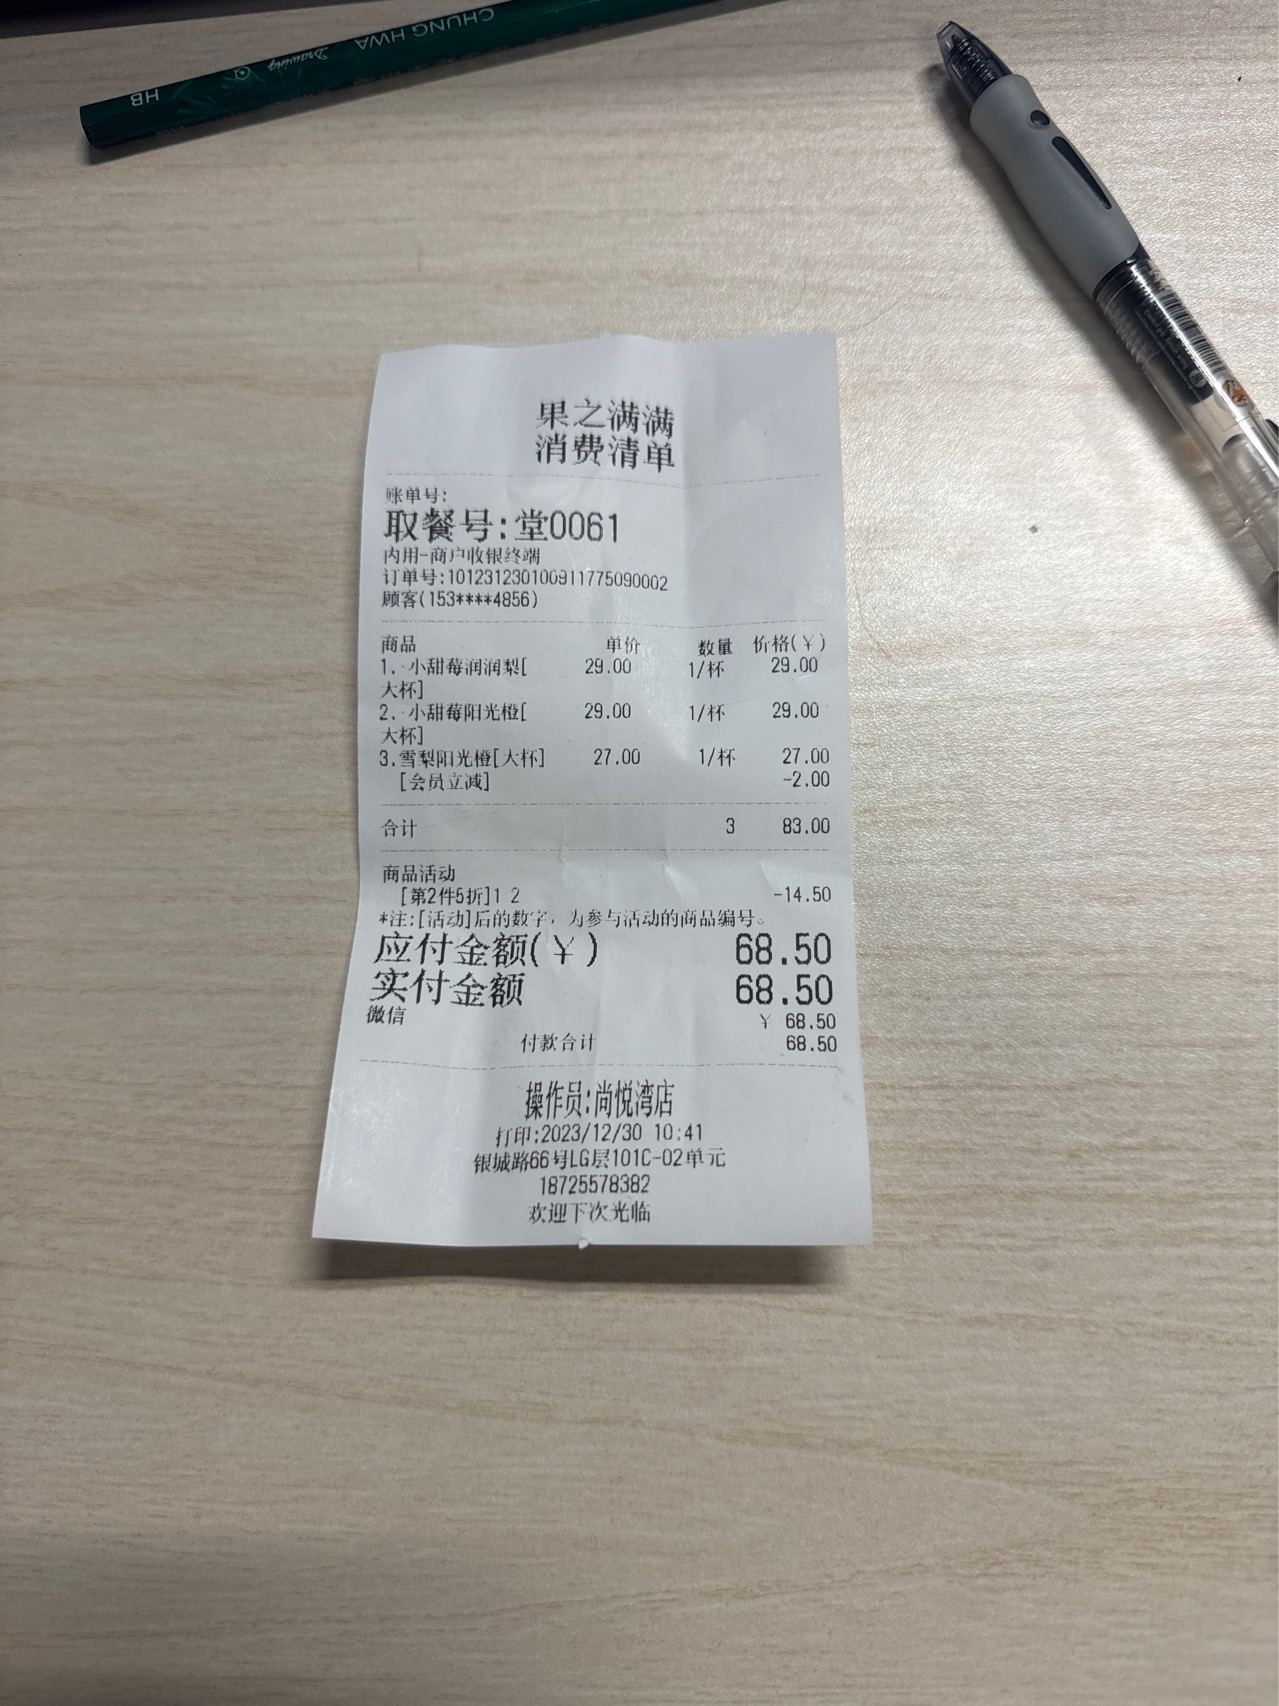 CHUNG HWA
Drawing
HB
果之满满
消费清单
账单号:
取餐号:堂0061
内用-商户收银终端
订单号:101231230100911775090002
顾客(153****4856)
商品 单价 数量 价格(¥)
1.·小甜莓润润梨[ 29.00 1/杯 29.00
大杯]
2.·小甜莓阳光橙[ 29.00 1/杯 29.00
大杯]
3.雪梨阳光橙[大杯] 27.00 1/杯 27.00
[会员立减] -2.00
合计 3 83.00
商品活动
[第2件5折]1 2 -14.50
*注:[活动]后的数字，为参与活动的商品编号。
应付金额(¥) 68.50
实付金额 68.50
微信 ¥ 68.50
付款合计 68.50
操作员:尚悦湾店
打印:2023/12/30 10:41
银城路66号LG层101C-02单元
18725578382
欢迎下次光临